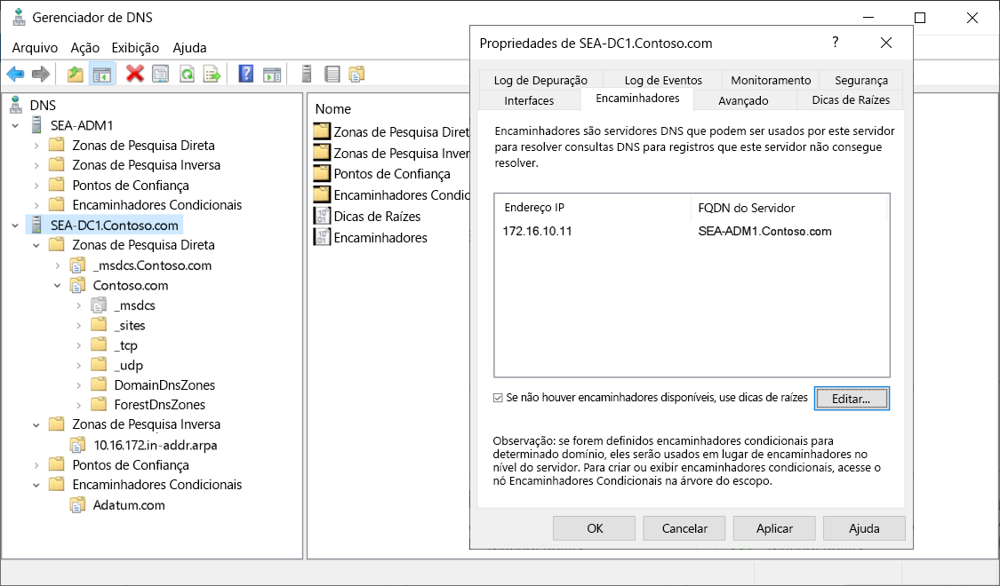 Gerenciador de DNS
Arquivo Ação Exibição Ajuda
DNS
SEA-ADM1
Zonas de Pesquisa Direta
Zonas de Pesquisa Inversa
Pontos de Confiança
Encaminhadores Condicionais
SEA-DC1.Contoso.com
Zonas de Pesquisa Direta
_msdcs.Contoso.com
Contoso.com
_msdcs
_sites
_tcp
_udp
DomainDnsZones
ForestDnsZones
Zonas de Pesquisa Inversa
10.16.172.in-addr.arpa
Pontos de Confiança
Encaminhadores Condicionais
Adatum.com
Nome
Zonas de Pesquisa Diret
Zonas de Pesquisa Inver
Pontos de Confiança
Encaminhadores Condic
Dicas de Raízes
Encaminhadores
Propriedades de SEA-DC1.Contoso.com ?
Log de Depuração Log de Eventos Monitoramento Segurança
Interfaces Encaminhadores Avançado Dicas de Raízes
Encaminhadores são servidores DNS que podem ser usados por este servidor
para resolver consultas DNS para registros que este servidor não consegue
resolver.
Endereço IP FQDN do Servidor
172.16.10.11 SEA-ADM1.Contoso.com
Se não houver encaminhadores disponíveis, use dicas de raízes Editar...
Observação: se forem definidos encaminhadores condicionais para
determinado domínio, eles serão usados em lugar de encaminhadores no
nível do servidor. Para criar ou exibir encaminhadores condicionais, acesse o
nó Encaminhadores Condicionais na árvore do escopo.
OK Cancelar Aplicar Ajuda